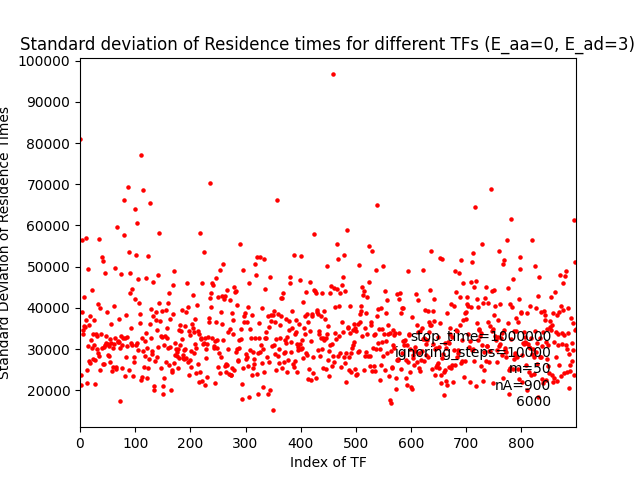 Standard deviation of Residence times for different TFs (E_aa=0, E_ad=3)
100000
90000
80000
70000
60000
50000
40000
30000
20000
Standard Deviation of Residence Times
stop_time=1000000
ignoring_steps=10000
m=50
nA=900
6000
0 100 200 300 400 500 600 700 800
Index of TF